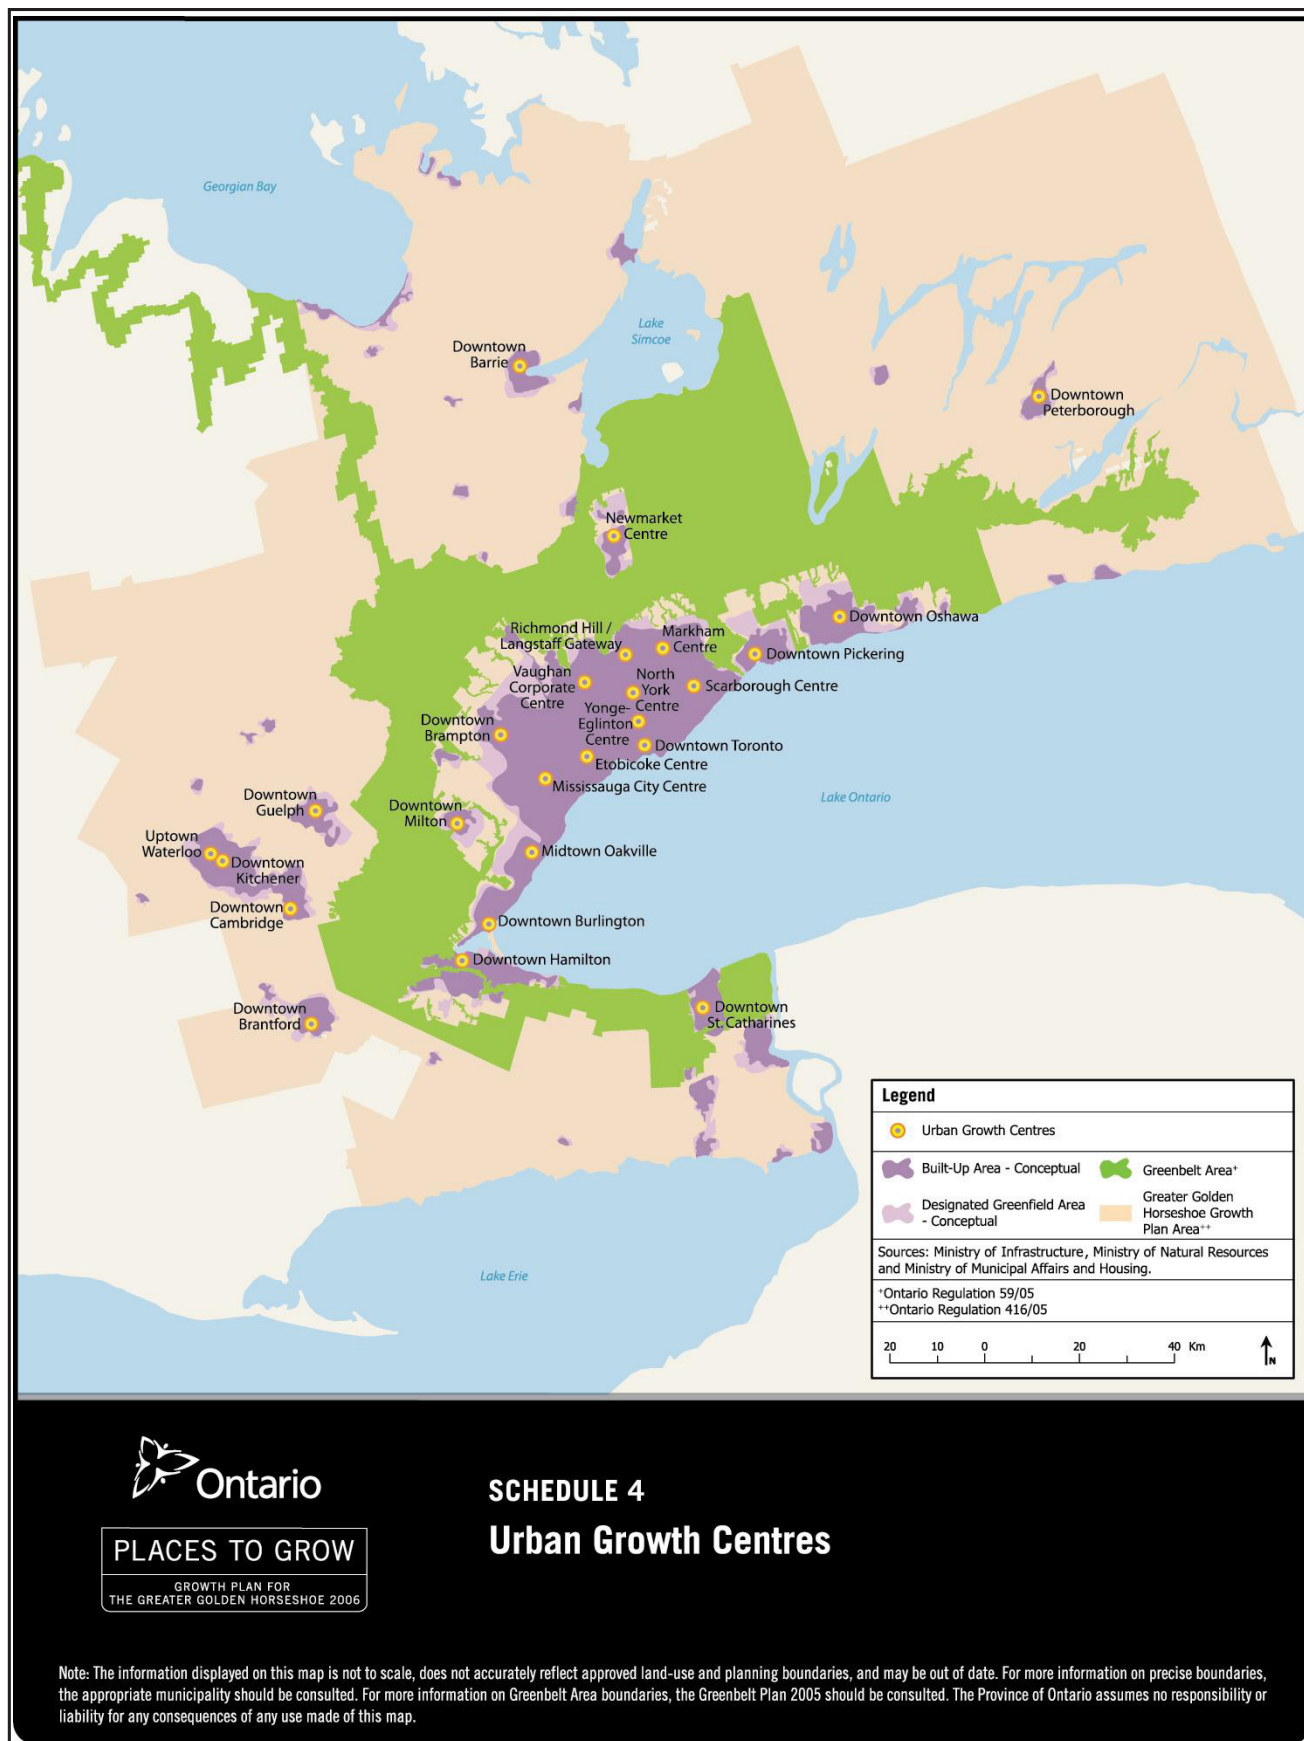 Georgian Bay
Lake
Simcoe
Downtown
Barrie
Downtown
Peterborough
Newmarket
Centre
Richmond Hill /
Langstaff Gateway
Markham
Centre
Downtown Oshawa
Downtown Pickering
Vaughan
Corporate
Centre
North
York
Centre
Scarborough Centre
Yonge-
Eglinton
Centre
Downtown
Brampton
Downtown Toronto
Etobicoke Centre
Mississauga City Centre
Lake Ontario
Downtown
Guelph
Downtown
Milton
Uptown
Waterloo
Downtown
Kitchener
Midtown Oakville
Downtown
Cambridge
Downtown Burlington
Downtown Hamilton
Downtown
Brantford
Downtown
St. Catharines
Lake Erie
Legend
Urban Growth Centres
Built-Up Area - Conceptual
Greenbelt Area+
Designated Greenfield Area
- Conceptual
Greater Golden
Horseshoe Growth
Plan Area++
Sources: Ministry of Infrastructure, Ministry of Natural Resources
and Ministry of Municipal Affairs and Housing.
+Ontario Regulation 59/05
++Ontario Regulation 416/05
20 10 0 20 40 Km
N
Ontario
PLACES TO GROW
GROWTH PLAN FOR
THE GREATER GOLDEN HORSESHOE 2006
SCHEDULE 4
Urban Growth Centres
Note: The information displayed on this map is not to scale, does not accurately reflect approved land-use and planning boundaries, and may be out of date. For more information on precise boundaries,
the appropriate municipality should be consulted. For more information on Greenbelt Area boundaries, the Greenbelt Plan 2005 should be consulted. The Province of Ontario assumes no responsibility or
liability for any consequences of any use made of this map.